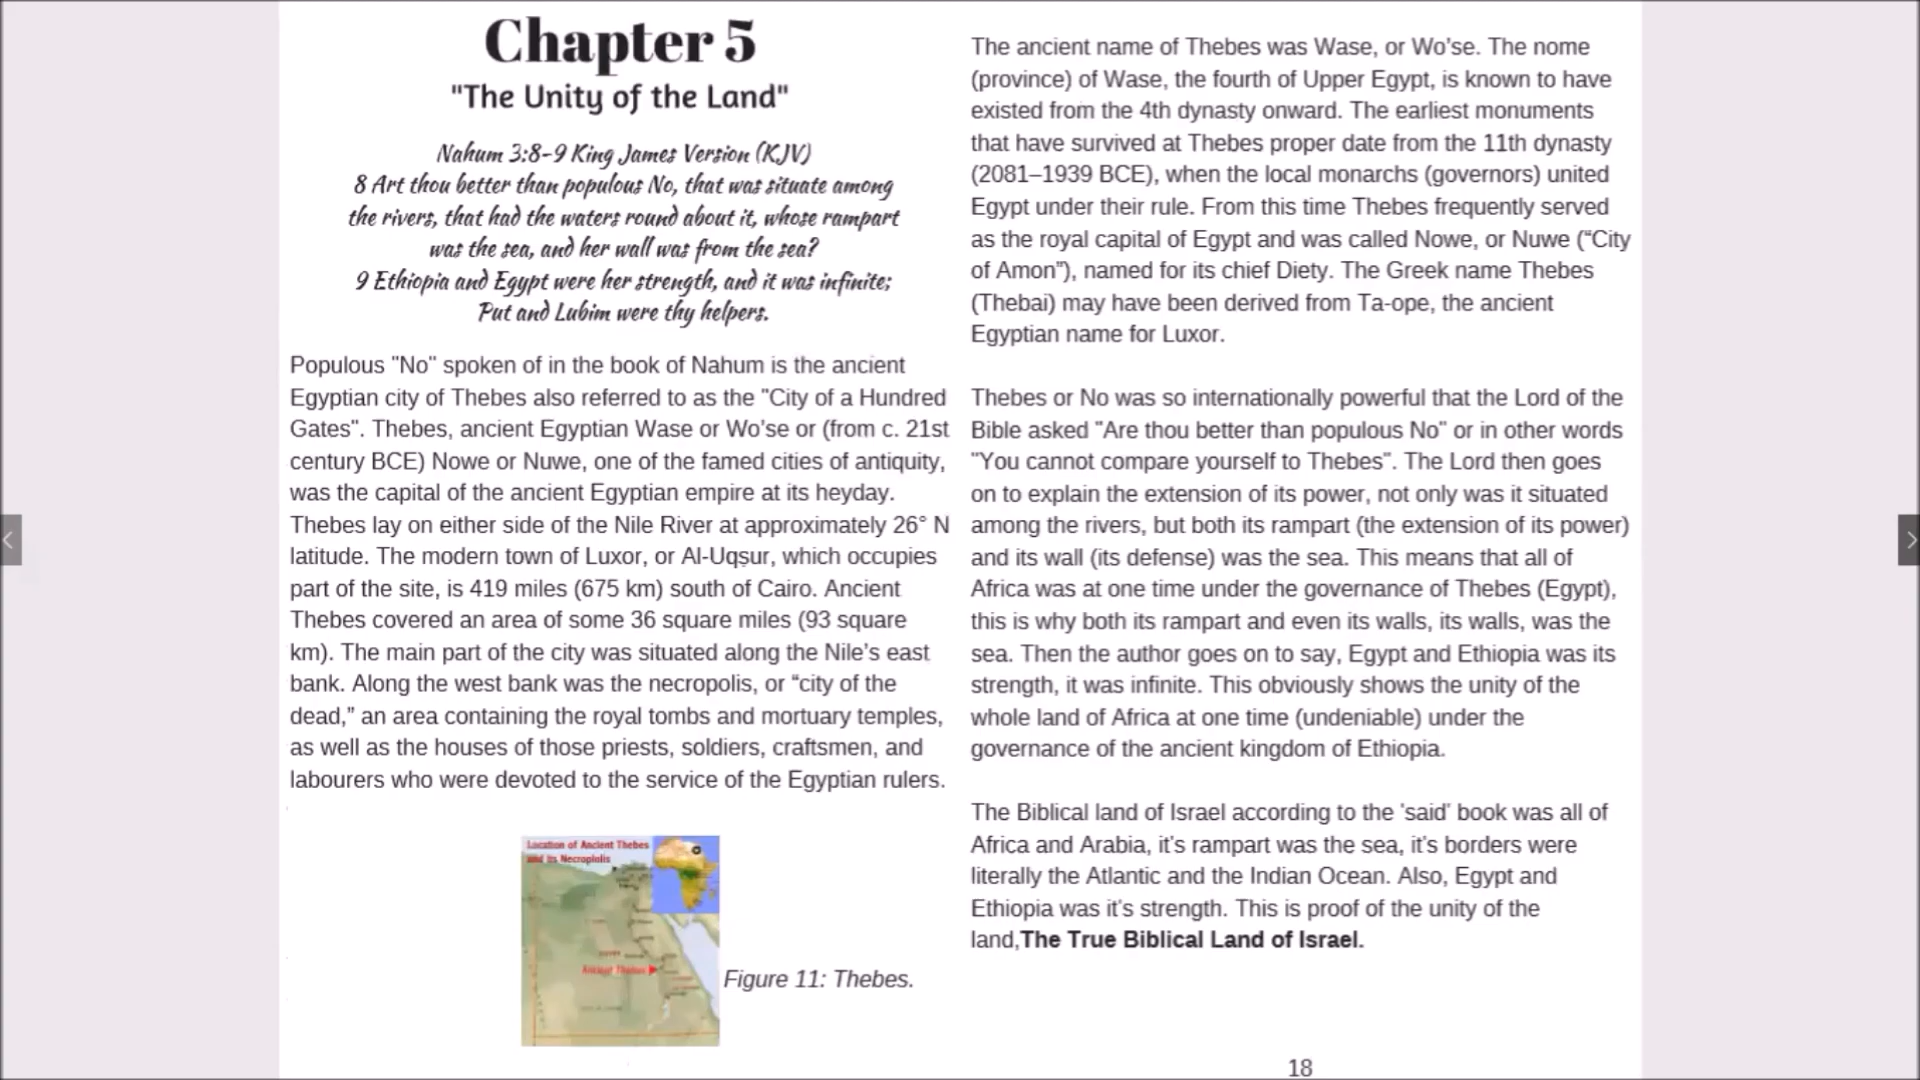 Chapter 5
"The Unity of the Land"
Nahum 3:8-9 King James Version (KJV)
8 Art thou better than populous No, that was situate among
the rivers, that had the waters round about it, whose rampart
was the sea, and her wall was from the sea?
9 Ethiopia and Egypt were her strength, and it was infinite;
Put and Lubim were thy helpers.
Populous "No" spoken of in the book of Nahum is the ancient
Egyptian city of Thebes also referred to as the "City of a Hundred
Gates". Thebes, ancient Egyptian Wase or Wo'se or (from c. 21st
century BCE) Nowe or Nuwe, one of the famed cities of antiquity,
was the capital of the ancient Egyptian empire at its heyday.
Thebes lay on either side of the Nile River at approximately 26° N
latitude. The modern town of Luxor, or Al-Uqṣur, which occupies
part of the site, is 419 miles (675 km) south of Cairo. Ancient
Thebes covered an area of some 36 square miles (93 square
km). The main part of the city was situated along the Nile’s east
bank. Along the west bank was the necropolis, or “city of the
dead,” an area containing the royal tombs and mortuary temples,
as well as the houses of those priests, soldiers, craftsmen, and
labourers who were devoted to the service of the Egyptian rulers.
Location of Ancient Thebes
and its Necroplolis
Ancient Thebes
Figure 11: Thebes.
The ancient name of Thebes was Wase, or Wo'se. The nome
(province) of Wase, the fourth of Upper Egypt, is known to have
existed from the 4th dynasty onward. The earliest monuments
that have survived at Thebes proper date from the 11th dynasty
(2081–1939 BCE), when the local monarchs (governors) united
Egypt under their rule. From this time Thebes frequently served
as the royal capital of Egypt and was called Nowe, or Nuwe (“City
of Amon”), named for its chief Diety. The Greek name Thebes
(Thebai) may have been derived from Ta-ope, the ancient
Egyptian name for Luxor.
Thebes or No was so internationally powerful that the Lord of the
Bible asked "Are thou better than populous No" or in other words
"You cannot compare yourself to Thebes". The Lord then goes
on to explain the extension of its power, not only was it situated
among the rivers, but both its rampart (the extension of its power)
and its wall (its defense) was the sea. This means that all of
Africa was at one time under the governance of Thebes (Egypt),
this is why both its rampart and even its walls, its walls, was the
sea. Then the author goes on to say, Egypt and Ethiopia was its
strength, it was infinite. This obviously shows the unity of the
whole land of Africa at one time (undeniable) under the
governance of the ancient kingdom of Ethiopia.
The Biblical land of Israel according to the 'said' book was all of
Africa and Arabia, it's rampart was the sea, it's borders were
literally the Atlantic and the Indian Ocean. Also, Egypt and
Ethiopia was it's strength. This is proof of the unity of the
land,The True Biblical Land of Israel.
18